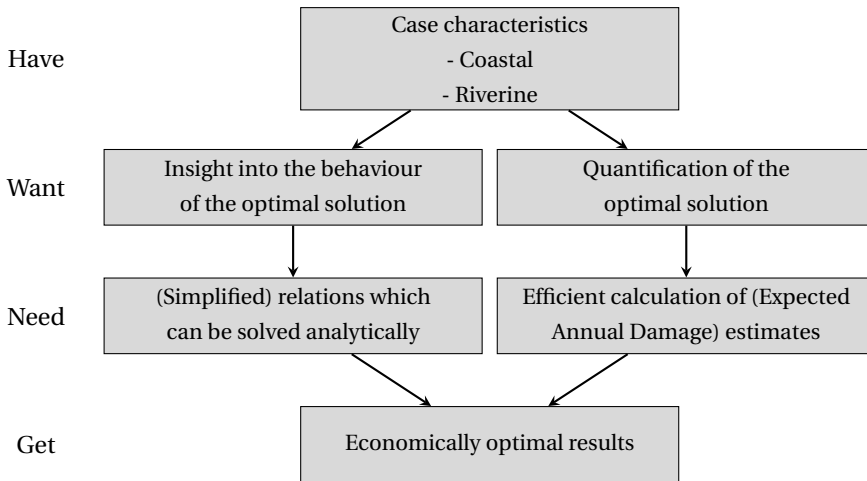 Have
Case characteristics
- Coastal
- Riverine
Want
Insight into the behaviour
of the optimal solution
Quantification of the
optimal solution
Need
(Simplified) relations which
can be solved analytically
Efficient calculation of (Expected
Annual Damage) estimates
Get
Economically optimal results